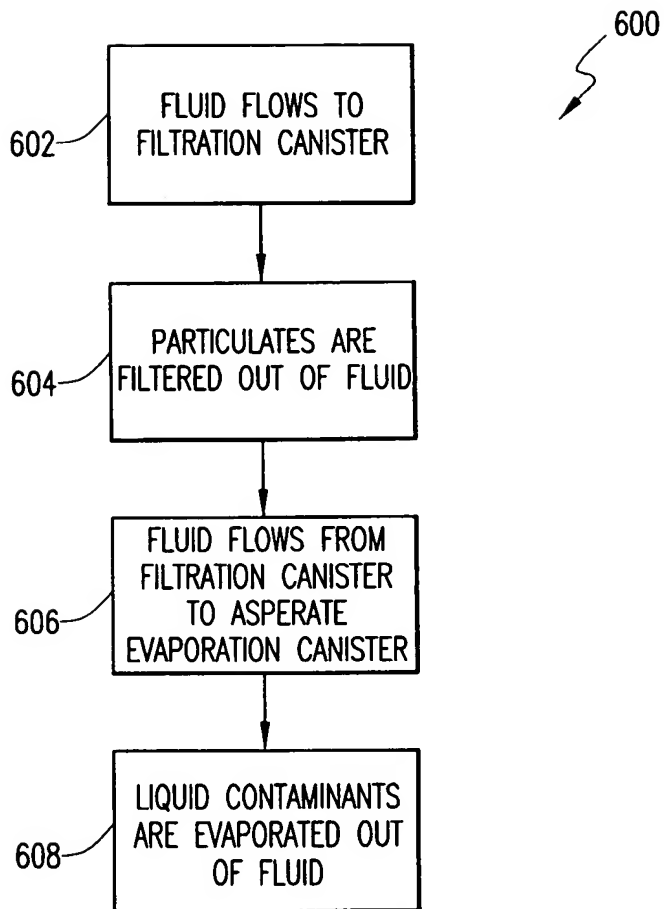 600
FLUID FLOWS TO
FILTRATION CANISTER
602
PARTICULATES ARE
FILTERED OUT OF FLUID
604
FLUID FLOWS FROM
FILTRATION CANISTER
TO ASPERATE
EVAPORATION CANISTER
606
LIQUID CONTAMINANTS
ARE EVAPORATED OUT
OF FLUID
608